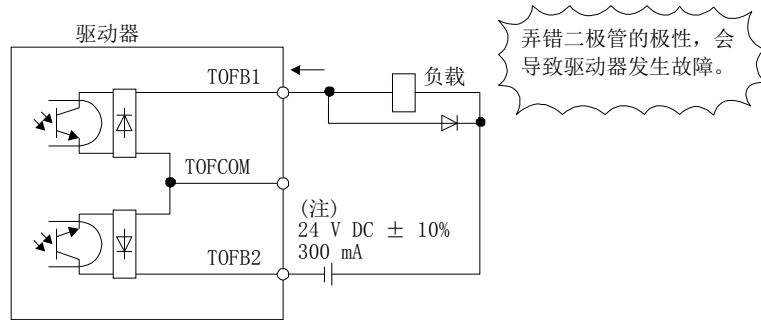 驱动器
TOFB1
负载
弄错二极管的极性，会
导致驱动器发生故障。
TOFCOM
(注)
24 V DC ± 10%
300 mA
TOFB2